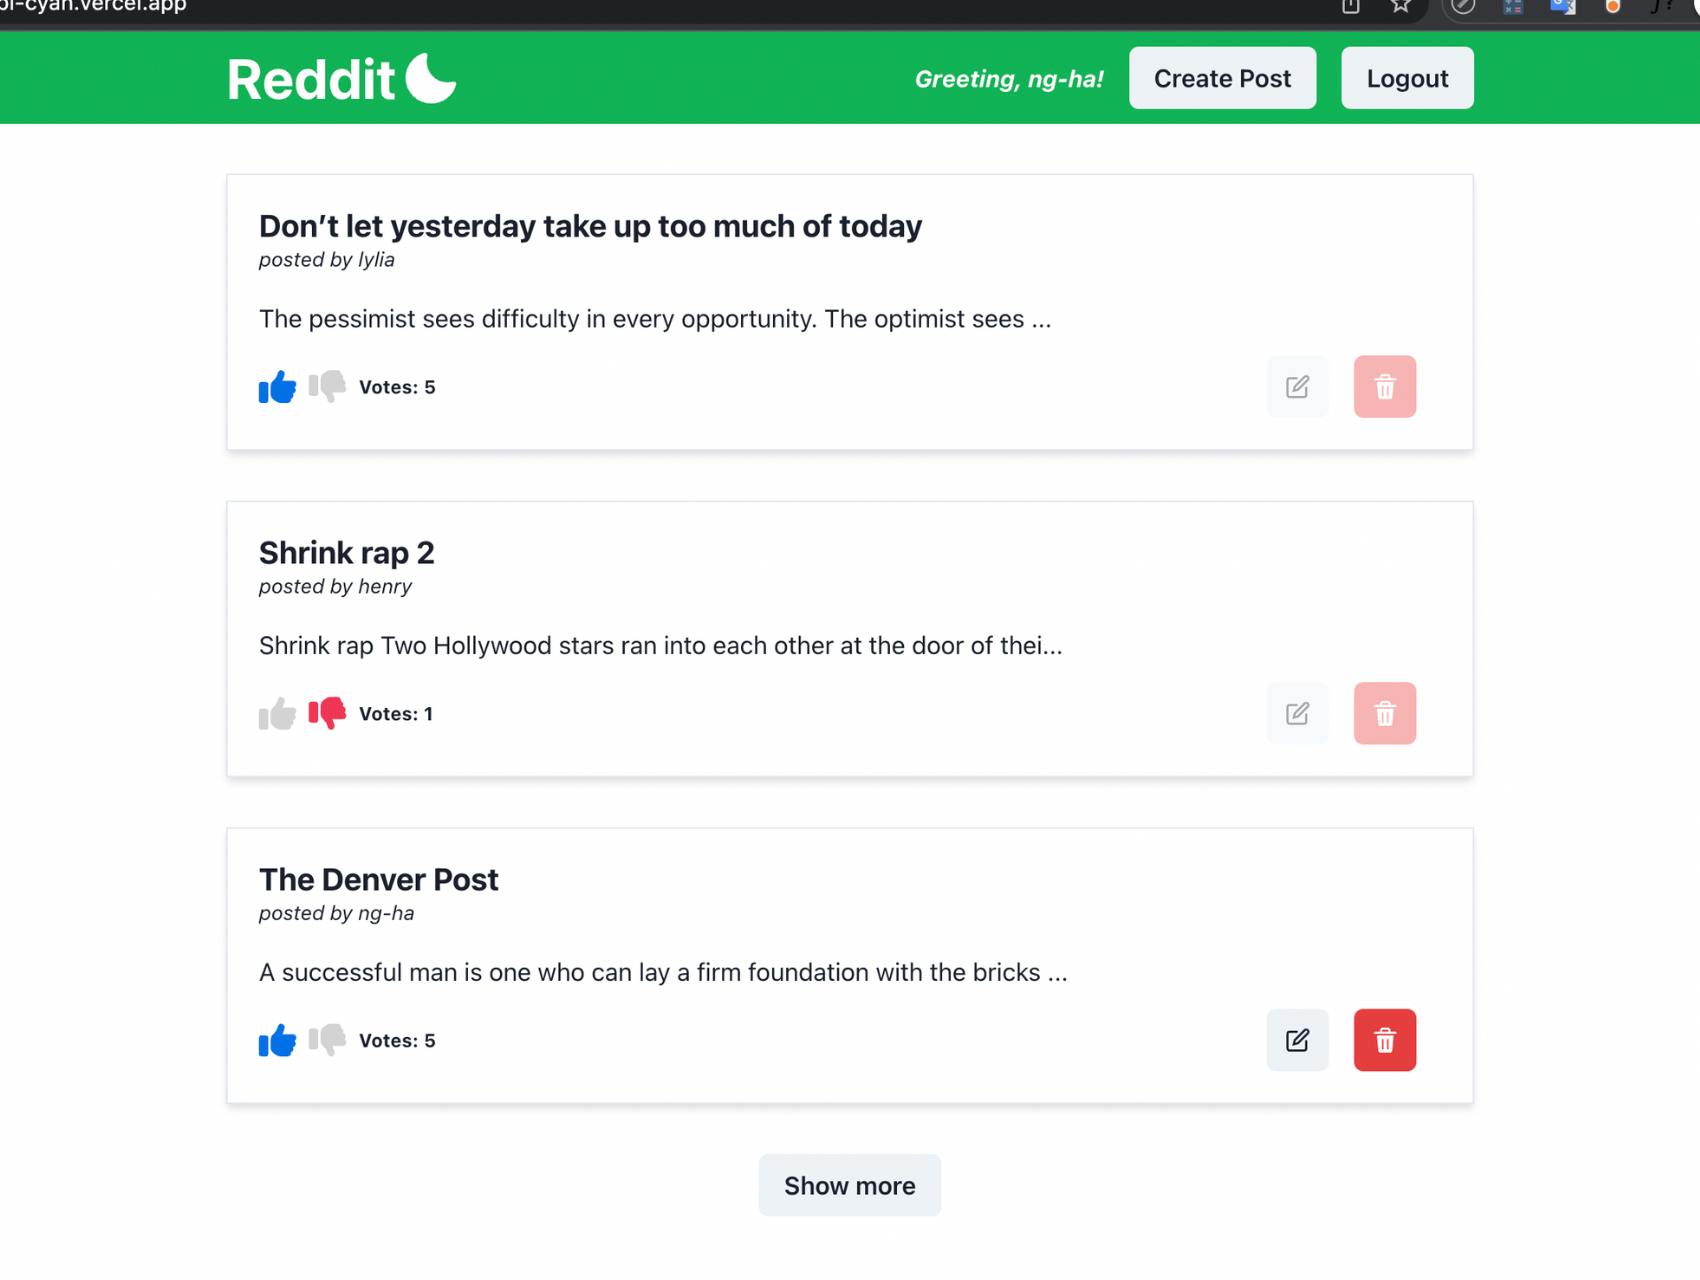 -cyan.vercel.app
Reddit
Greeting, ng-ha!
Create Post
Logout
Don’t let yesterday take up too much of today
posted by lylia
The pessimist sees difficulty in every opportunity. The optimist sees ...
Votes: 5
Shrink rap 2
posted by henry
Shrink rap Two Hollywood stars ran into each other at the door of thei...
Votes: 1
The Denver Post
posted by ng-ha
A successful man is one who can lay a firm foundation with the bricks ...
Votes: 5
Show more